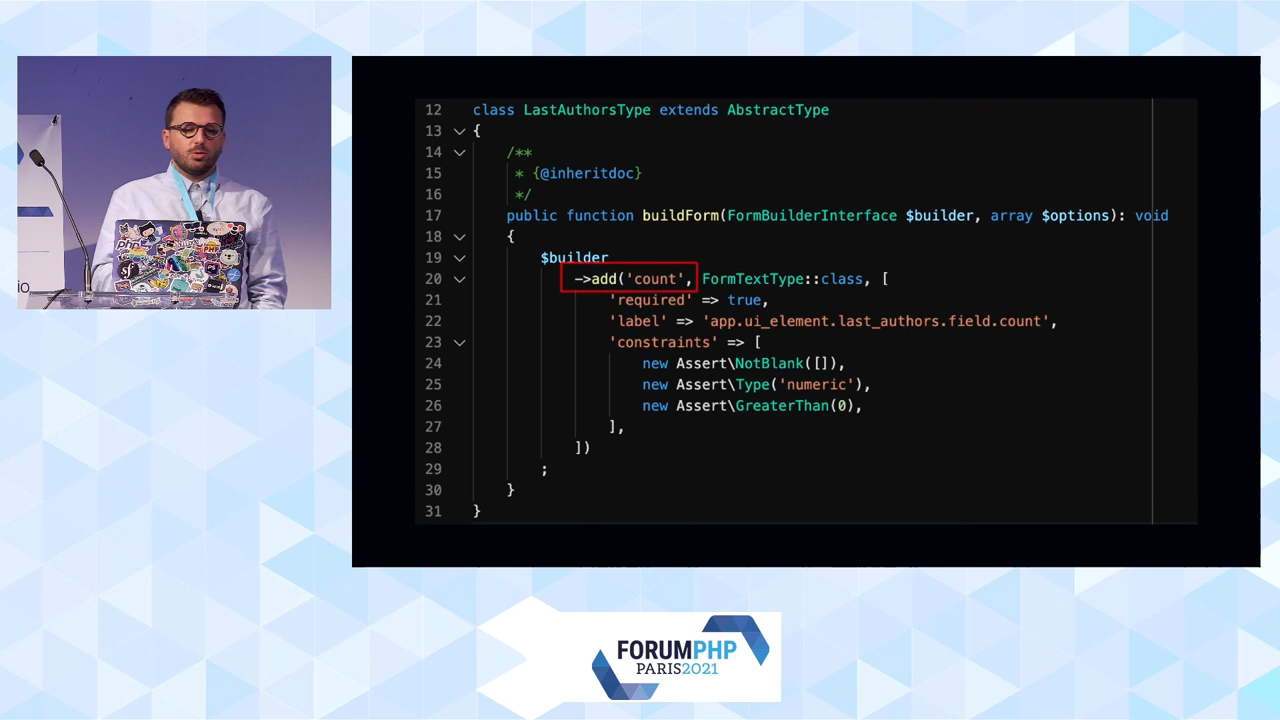 12 class LastAuthorsType extends AbstractType
13 {
14 /**
15 * {@inheritdoc}
16 */
17 public function buildForm(FormBuilderInterface $builder, array $options): void
18 {
19 $builder
20 ->add('count', FormTextType::class, [
21 'required' => true,
22 'label' => 'app.ui_element.last_authors.field.count',
23 'constraints' => [
24 new Assert\NotBlank([]),
25 new Assert\Type('numeric'),
26 new Assert\GreaterThan(0),
27 ],
28 ])
29 ;
30 }
31 }
io
php
PHP
FORUMPHP
PARIS2021